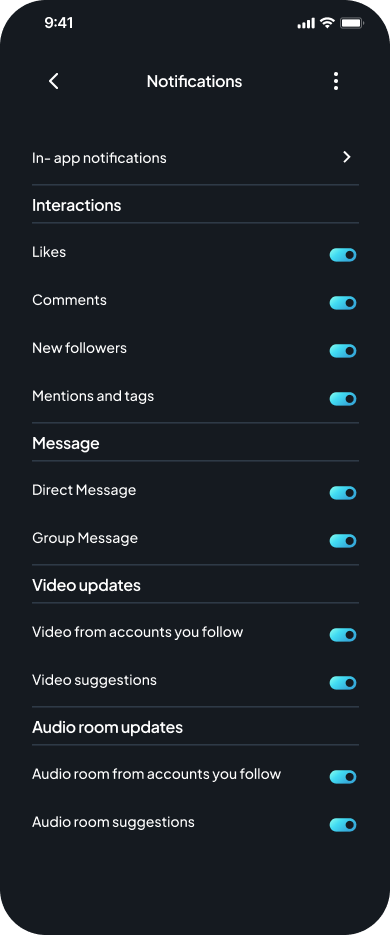 9:41
Notifications
In- app notifications
Interactions
Likes
Comments
New followers
Mentions and tags
Message
Direct Message
Group Message
Video updates
Video from accounts you follow
Video suggestions
Audio room updates
Audio room from accounts you follow
Audio room suggestions